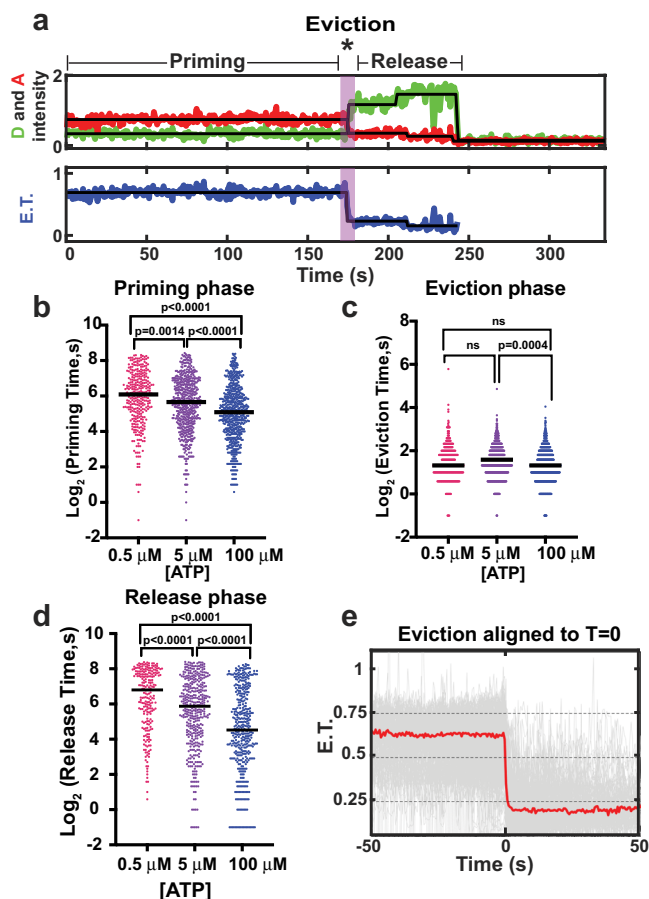 a
Eviction
*
Priming
Release
D and A
intensity
2
1
0
E.T.
1
0
0 50 100 150 200 250 300
Time (s)
b
Priming phase
p<0.0001
p=0.0014 p<0.0001
Log2 (Priming Time,s)
10
8
6
4
2
0
-2
0.5 μM 5 μM 100 μM
[ATP]
c
Eviction phase
ns
ns p=0.0004
Log2 (Eviction Time,s)
8
6
4
2
0
-2
0.5 μM 5 μM 100 μM
[ATP]
d
Release phase
p<0.0001
p<0.0001 p<0.0001
Log2 (Release Time,s)
10
8
6
4
2
0
-2
0.5 μM 5 μM 100 μM
[ATP]
e
Eviction aligned to T=0
E.T.
1
0.75
0.5
0.25
-50 0 50
Time (s)